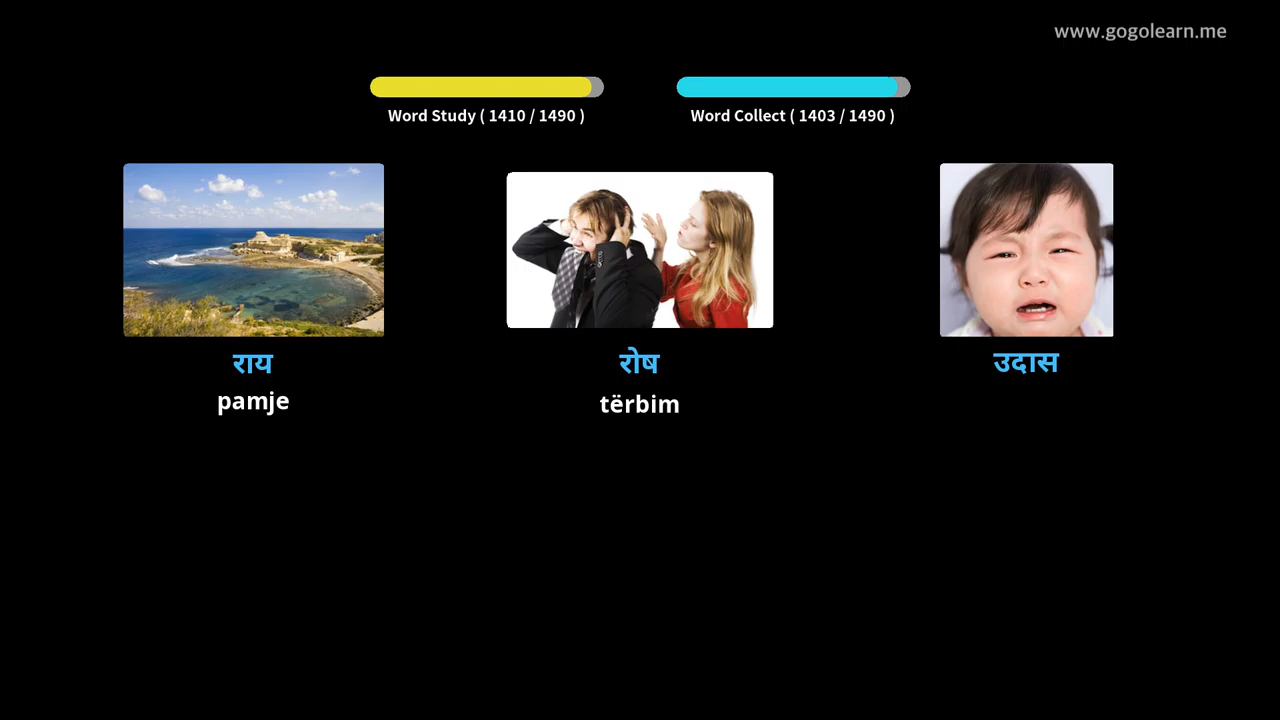 www.gogolearn.me
Word Study ( 1410 / 1490 )
Word Collect ( 1403 / 1490 )
राय
रोष
उदास
pamje
tërbim